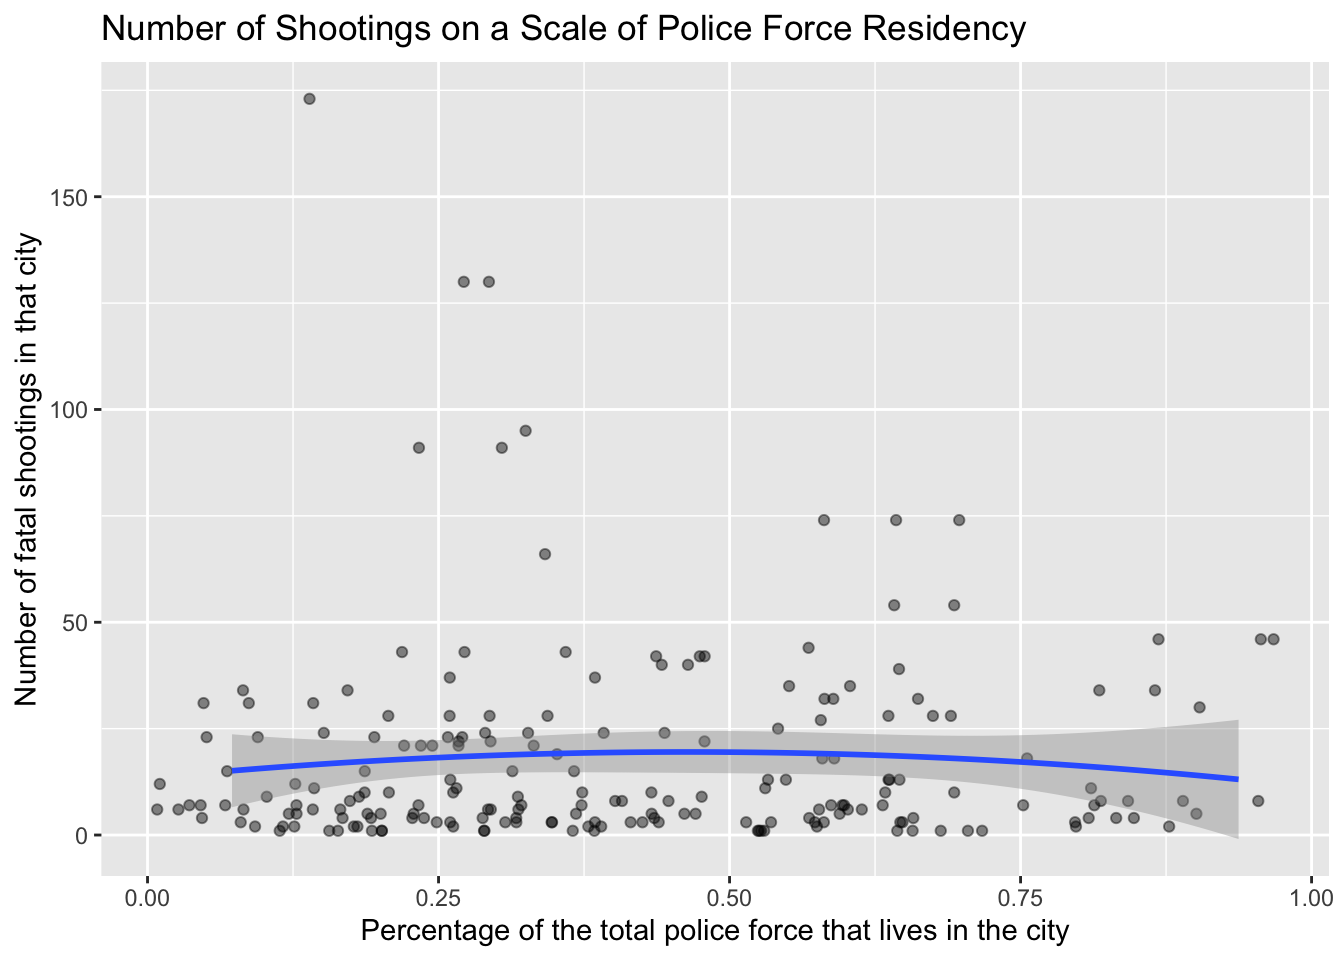 Number of Shootings on a Scale of Police Force Residency
Number of fatal shootings in that city
150
100
50
0
0.00 0.25 0.50 0.75 1.00
Percentage of the total police force that lives in the city